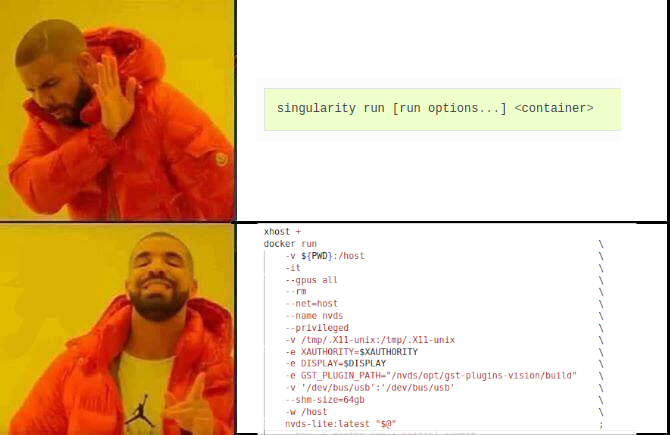 singularity run [run options...] <container>
xhost +
docker run \
-v ${PWD}:/host \
-it \
--gpus all \
--rm \
--net=host \
--name nvds \
--privileged \
-v /tmp/.X11-unix:/tmp/.X11-unix \
-e XAUTHORITY=$XAUTHORITY \
-e DISPLAY=$DISPLAY \
-e GST_PLUGIN_PATH="/nvds/opt/gst-plugins-vision/build" \
-v '/dev/bus/usb':'/dev/bus/usb' \
--shm-size=64gb \
-w /host \
nvds-lite:latest "$@" ;